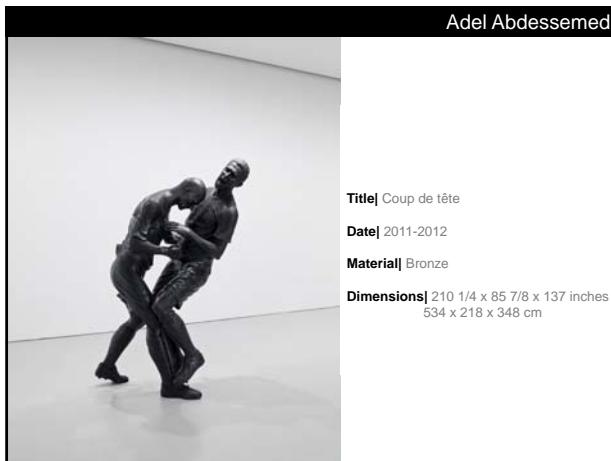 Adel Abdessemed
Title| Coup de tête
Date| 2011-2012
Material| Bronze
Dimensions| 210 1/4 x 85 7/8 x 137 inches
534 x 218 x 348 cm